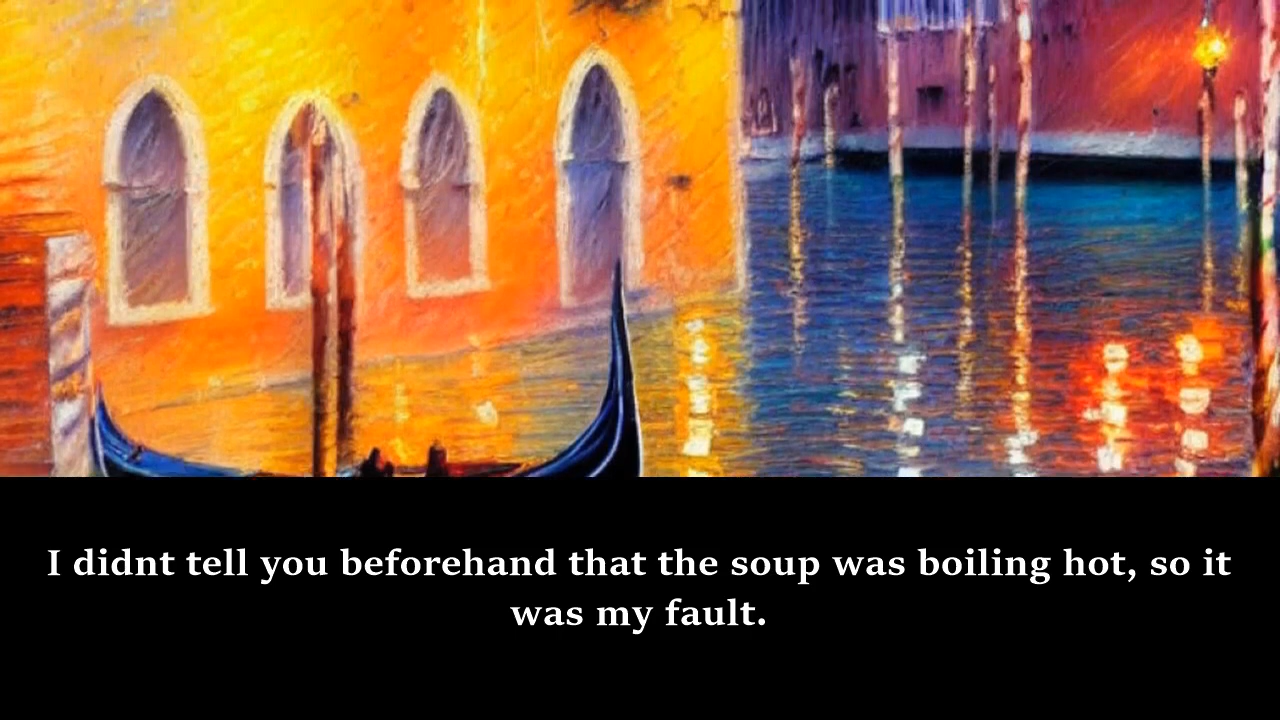 I didnt tell you beforehand that the soup was boiling hot, so it
was my fault.